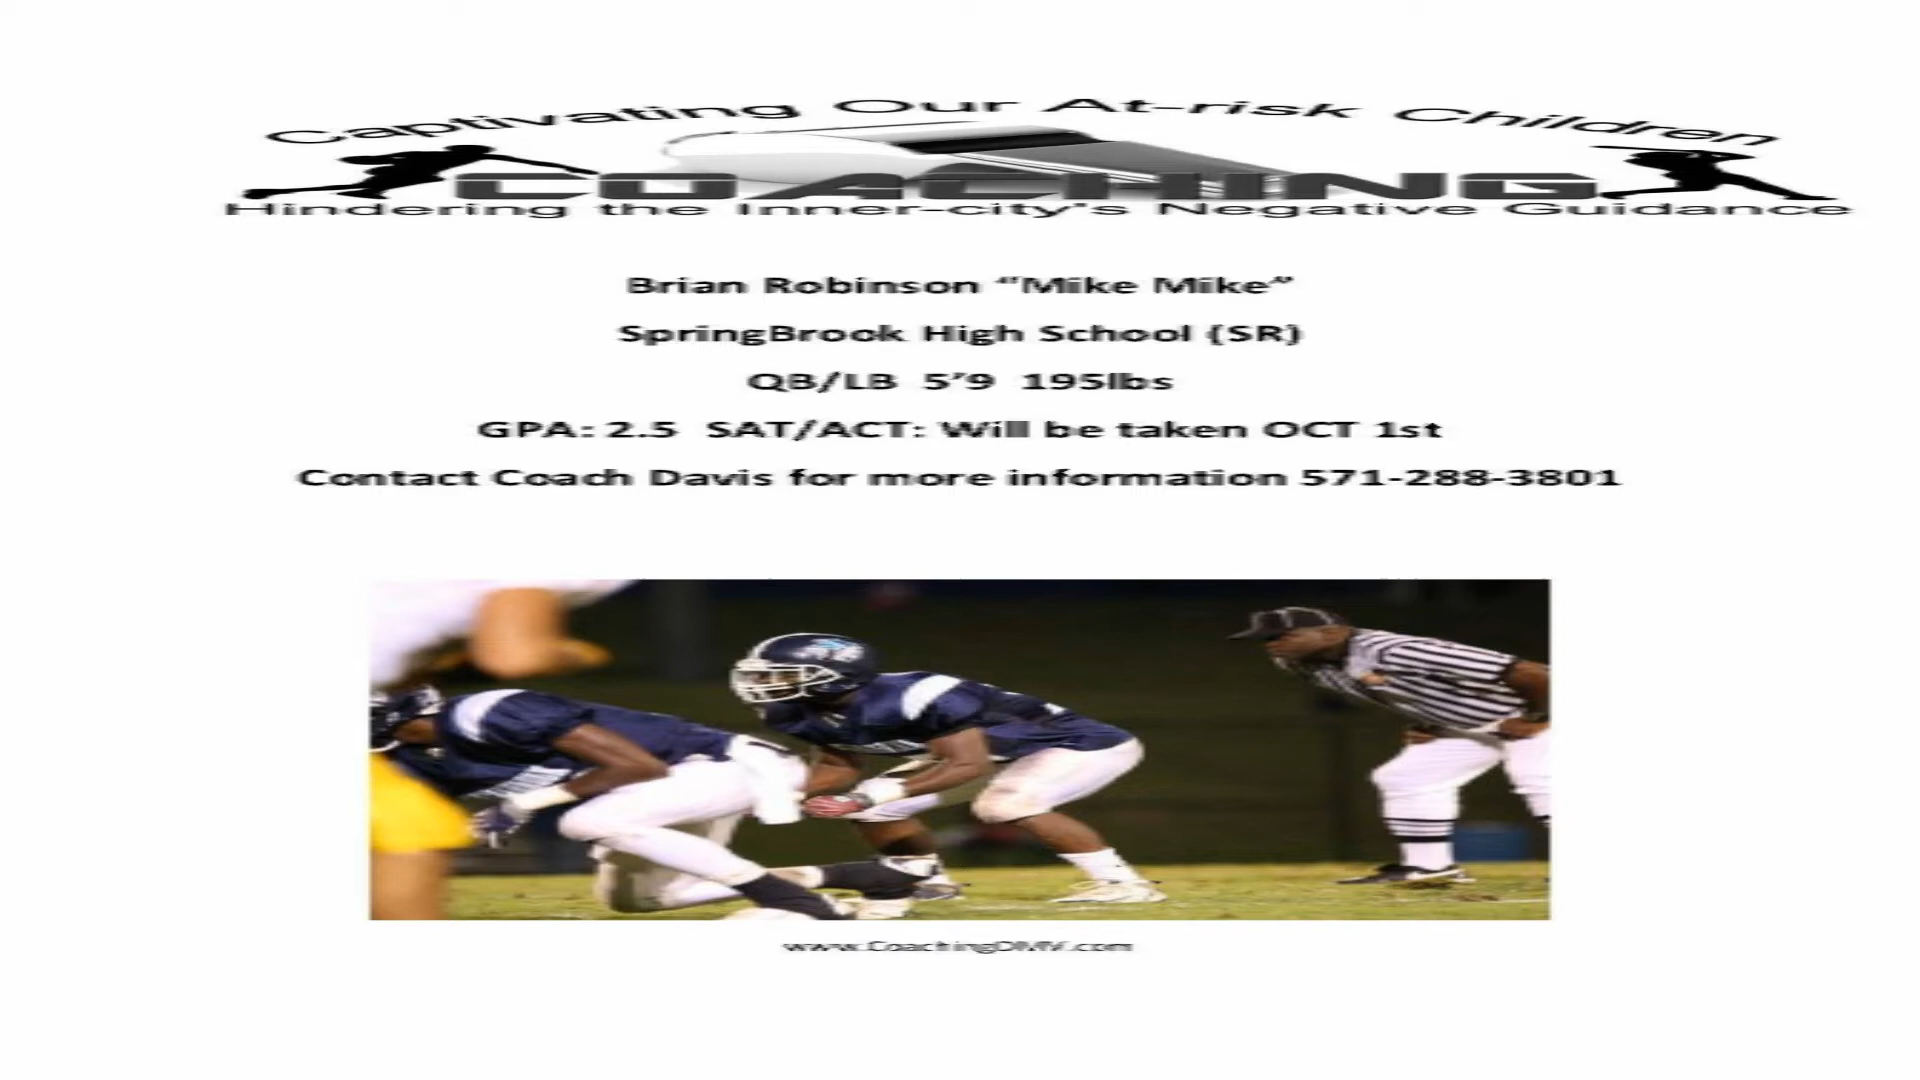 Captivating Our At-risk Children
COACHING
Hindering the Inner-city's Negative Guidance
Brian Robinson “Mike Mike”
SpringBrook High School (SR)
QB/LB 5’9 195lbs
GPA: 2.5 SAT/ACT: Will be taken OCT 1st
Contact Coach Davis for more information 571-288-3801
www.CoachingDMV.com